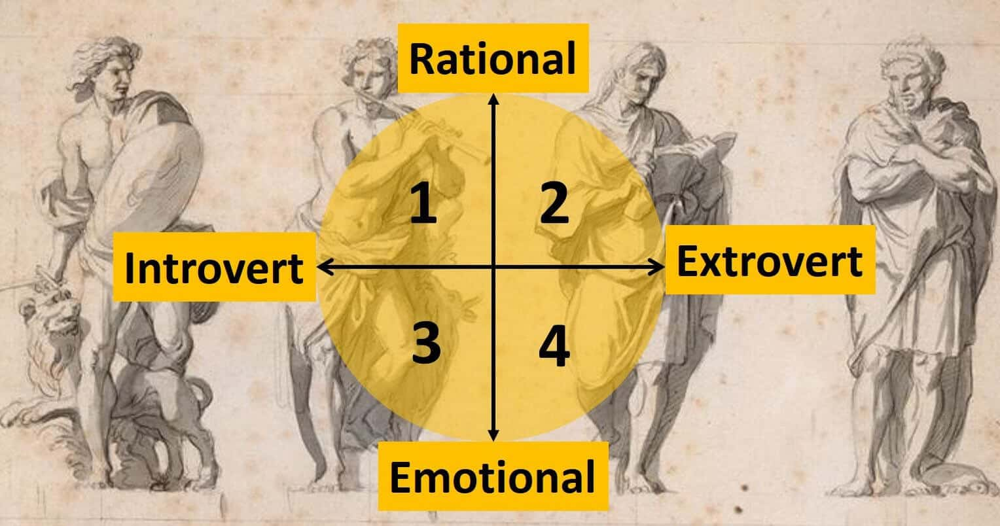 Rational
1
2
Introvert
Extrovert
3
4
Emotional